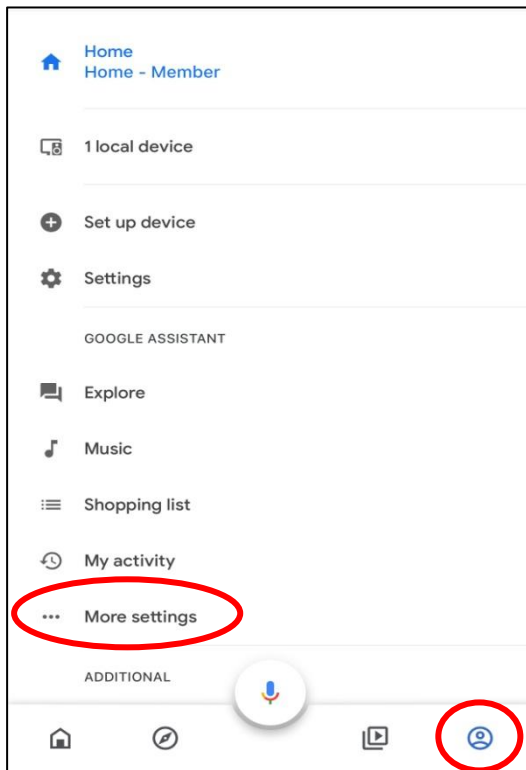 Home
Home - Member
1 local device
Set up device
Settings
GOOGLE ASSISTANT
Explore
Music
Shopping list
My activity
More settings
ADDITIONAL